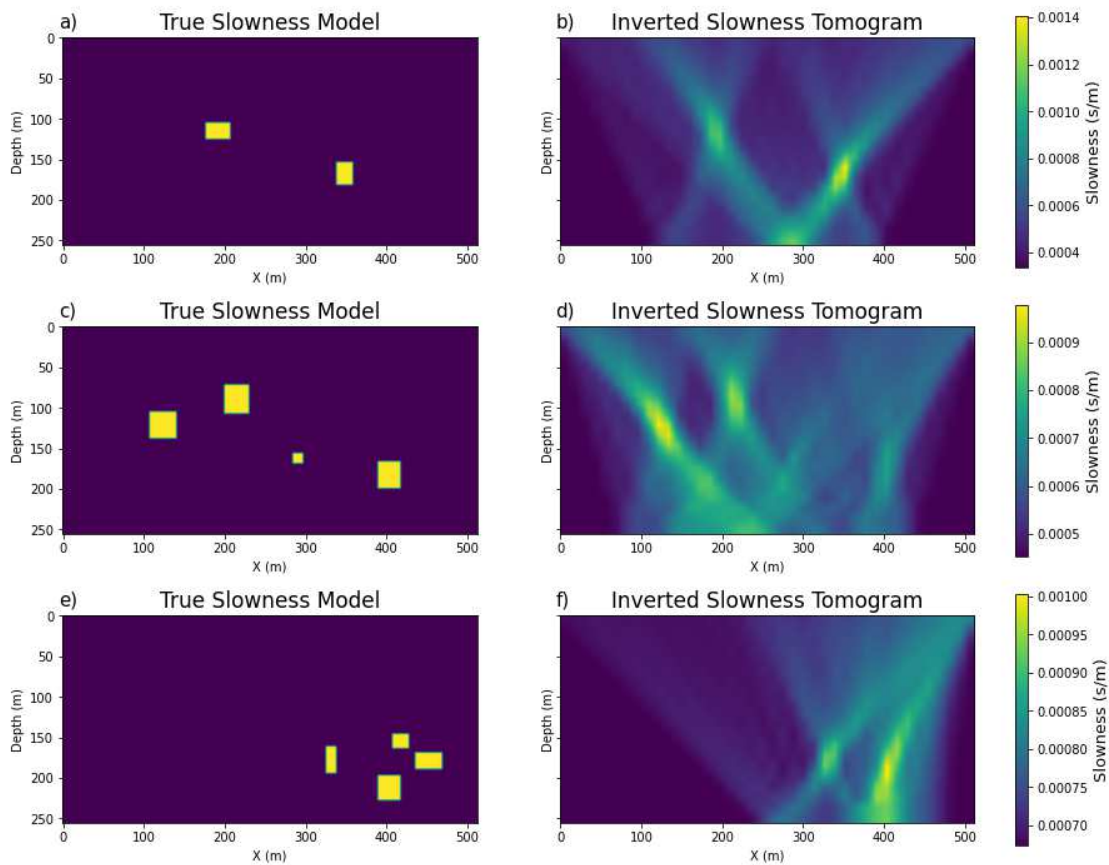 a) True Slowness Model
0
50
100
150
200
250
Depth (m)
0 100 200 300 400 500
X (m)
b) Inverted Slowness Tomogram
Depth (m)
0 100 200 300 400 500
X (m)
0.0014
0.0012
0.0010
0.0008
0.0006
0.0004
Slowness (s/m)
c) True Slowness Model
0
50
100
150
200
250
Depth (m)
0 100 200 300 400 500
X (m)
d) Inverted Slowness Tomogram
Depth (m)
0 100 200 300 400 500
X (m)
0.0009
0.0008
0.0007
0.0006
0.0005
Slowness (s/m)
e) True Slowness Model
0
50
100
150
200
250
Depth (m)
0 100 200 300 400 500
X (m)
f) Inverted Slowness Tomogram
Depth (m)
0 100 200 300 400 500
X (m)
0.00100
0.00095
0.00090
0.00085
0.00080
0.00075
0.00070
Slowness (s/m)